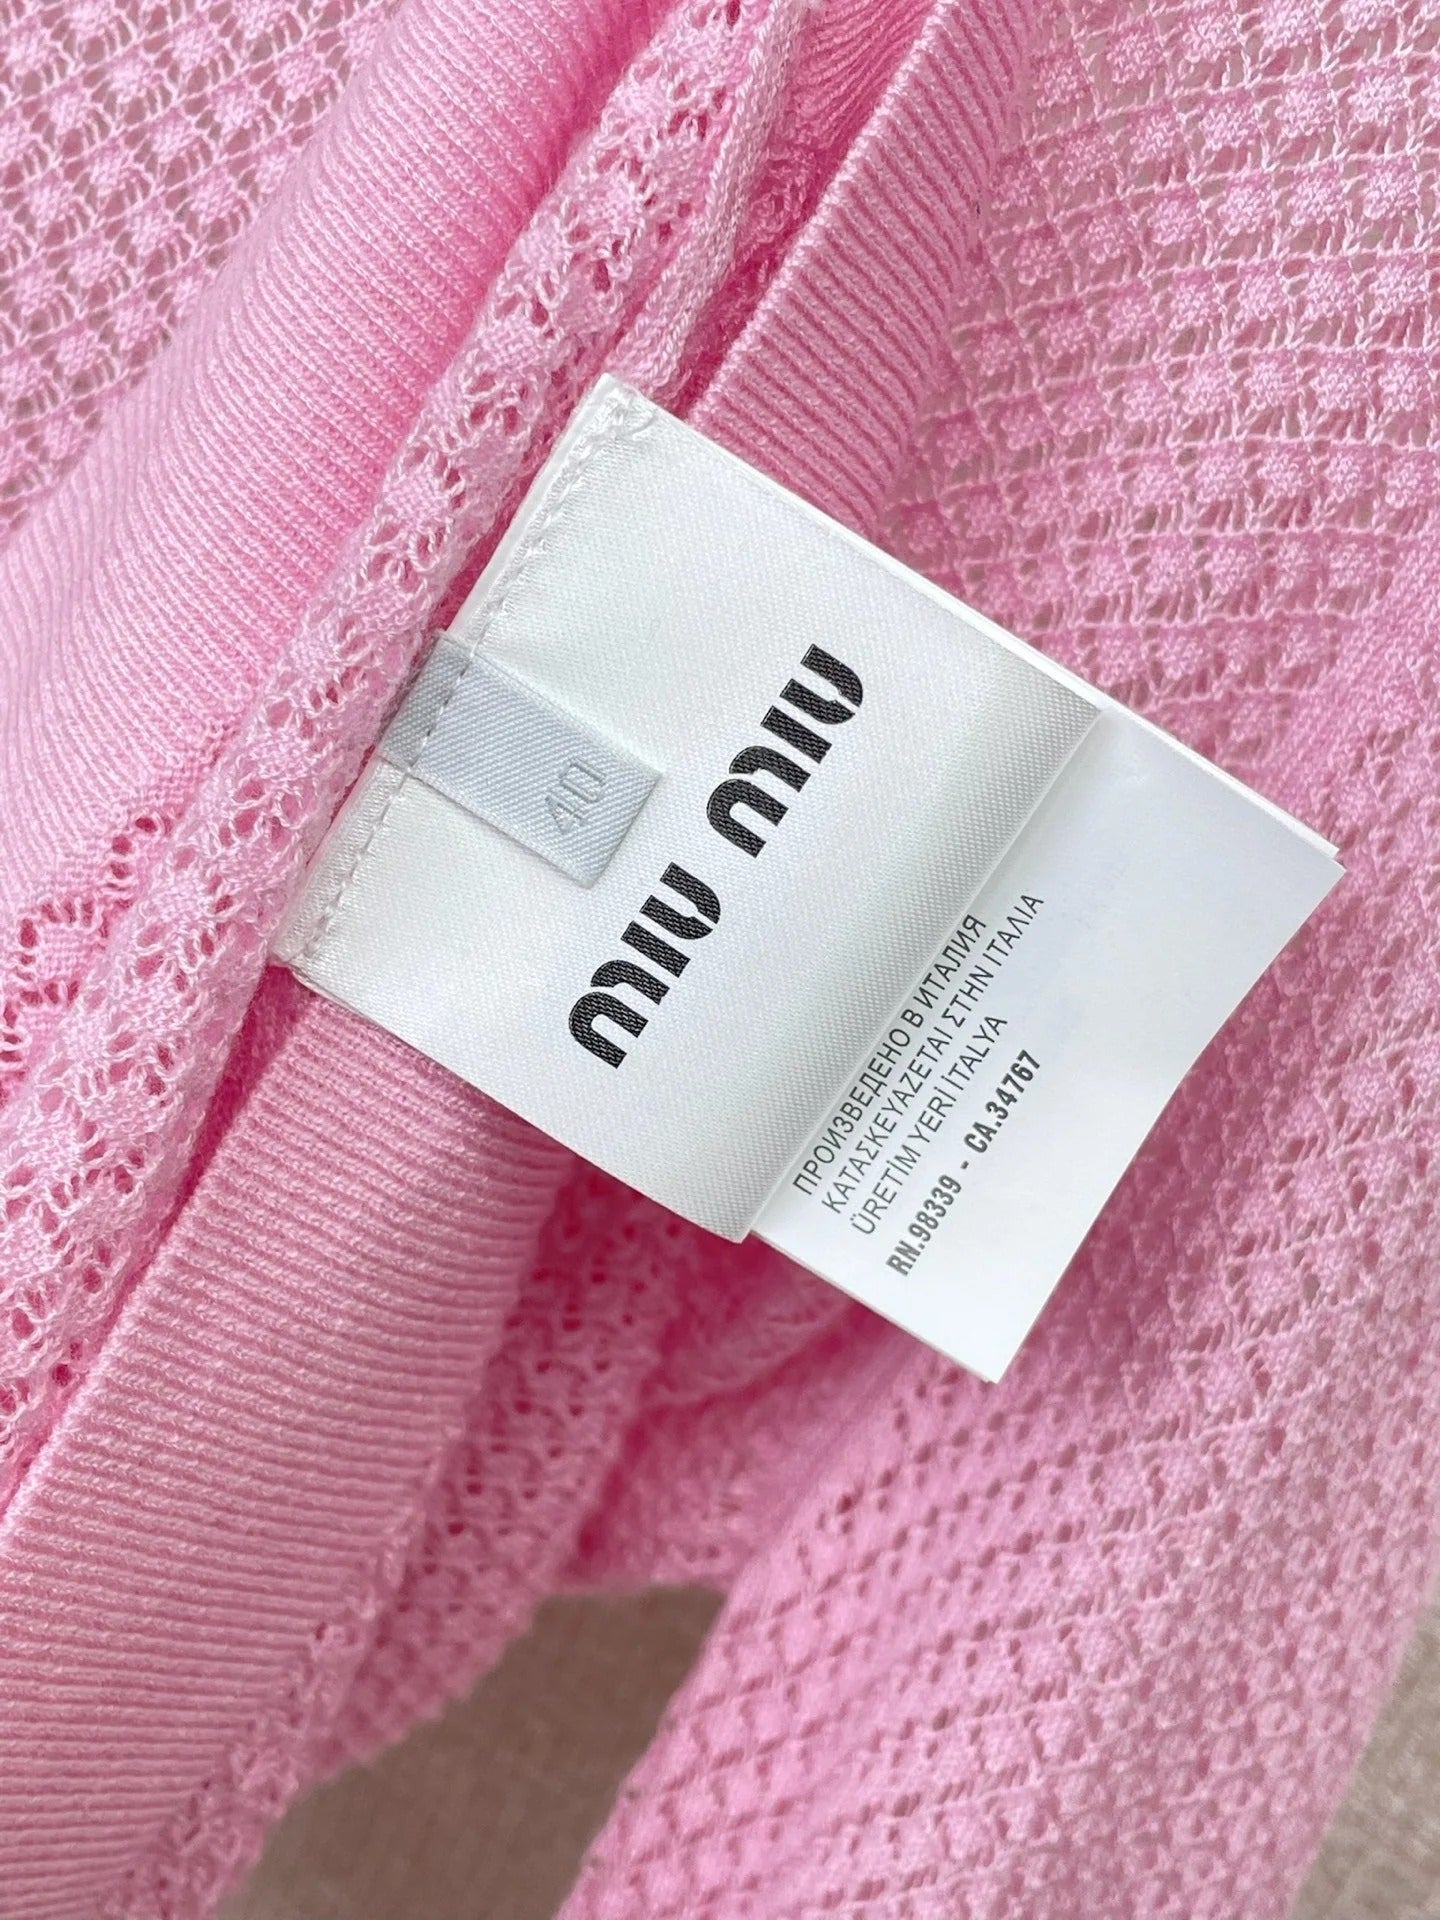 40
miu miu
ПРОИЗВЕДЕНО В ИТАЛИЯ
ΚΑΤΑΣΚΕΥΑΖΕΤΑΙ ΣΤΗΝ ΙΤΑΛΙΑ
ÜRETİM YERİ İTALYA
RN.98339 - CA.34767